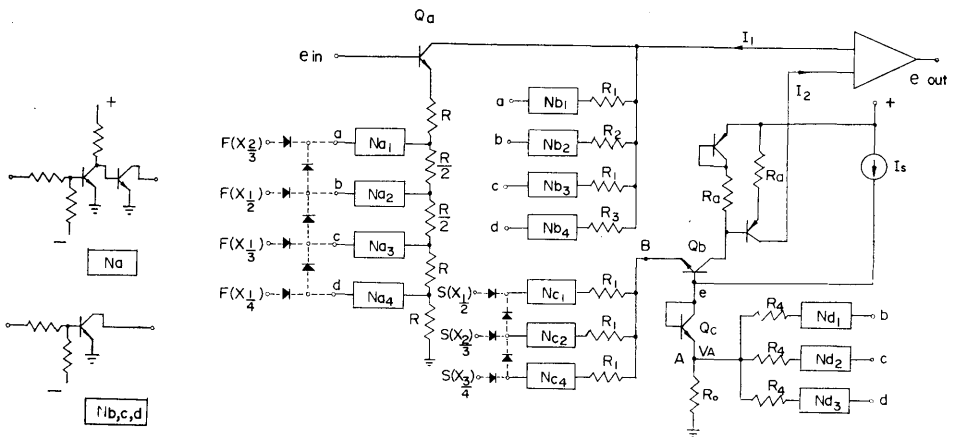 Qa
e in
I1
e out
I2
+
+
R
a
Nb1
R1
F(X2/3)
a
Na1
R/2
b
Nb2
R2
Ra
Ra
Is
F(X1/2)
b
Na2
c
Nb3
R1
R/2
F(X1/3)
c
Na3
d
Nb4
R3
B
Qb
R
F(X1/4)
d
Na4
S(X1/2)
Nc1
R1
e
R
S(X2/3)
Nc2
R1
Qc
R4
Nd1
b
A
VA
R4
Nd2
c
S(X3/4)
Nc4
R1
Ro
R4
Nd3
d
–
Na
–
Nb,c,d